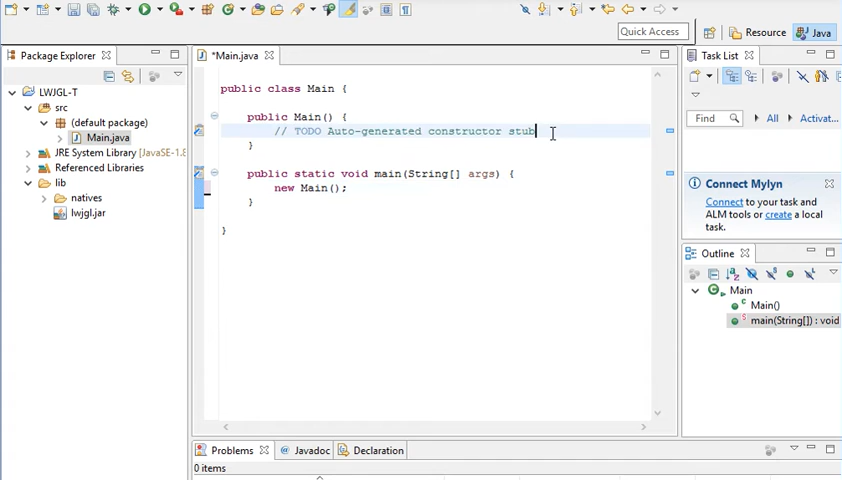 Quick Access
Resource
Java
Package Explorer
LWJGL-T
src
(default package)
Main.java
JRE System Library [JavaSE-1.8
Referenced Libraries
lib
natives
lwjgl.jar
*Main.java
public class Main {
public Main() {
// TODO Auto-generated constructor stub
}
public static void main(String[] args) {
new Main();
}
}
Task List
Find
All
Activat...
Connect Mylyn
Connect to your task and
ALM tools or create a local
task.
Outline
Main
Main()
main(String[]) : void
Problems
Javadoc
Declaration
0 items